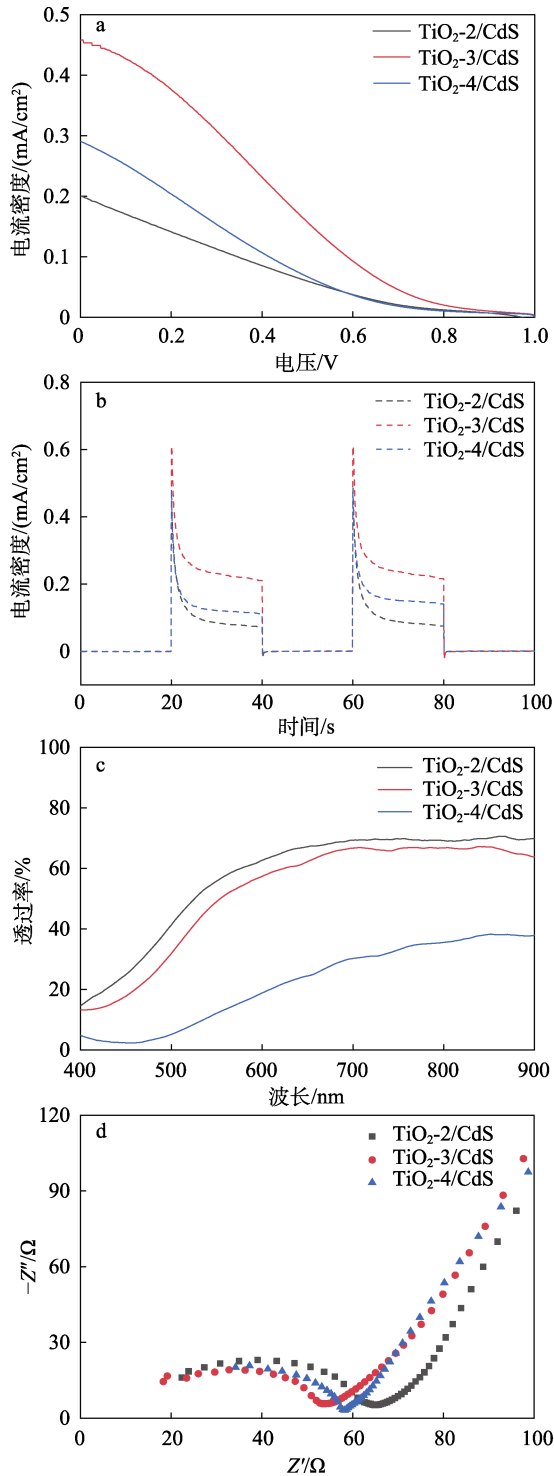 a
TiO₂-2/CdS
TiO₂-3/CdS
TiO₂-4/CdS
0.5
0.4
0.3
0.2
0.1
0
电流密度/(mA/cm²)
0.2
0.4
0.6
0.8
1.0
电压/V
b
TiO₂-2/CdS
TiO₂-3/CdS
TiO₂-4/CdS
0.8
0.6
0.4
0.2
0
电流密度/(mA/cm²)
0
20
40
60
80
100
时间/s
c
TiO₂-2/CdS
TiO₂-3/CdS
TiO₂-4/CdS
100
80
60
40
20
0
透过率/%
400
500
600
700
800
900
波长/nm
d
TiO₂-2/CdS
TiO₂-3/CdS
TiO₂-4/CdS
120
90
60
30
0
−Z″/Ω
0
20
40
60
80
100
Z′/Ω